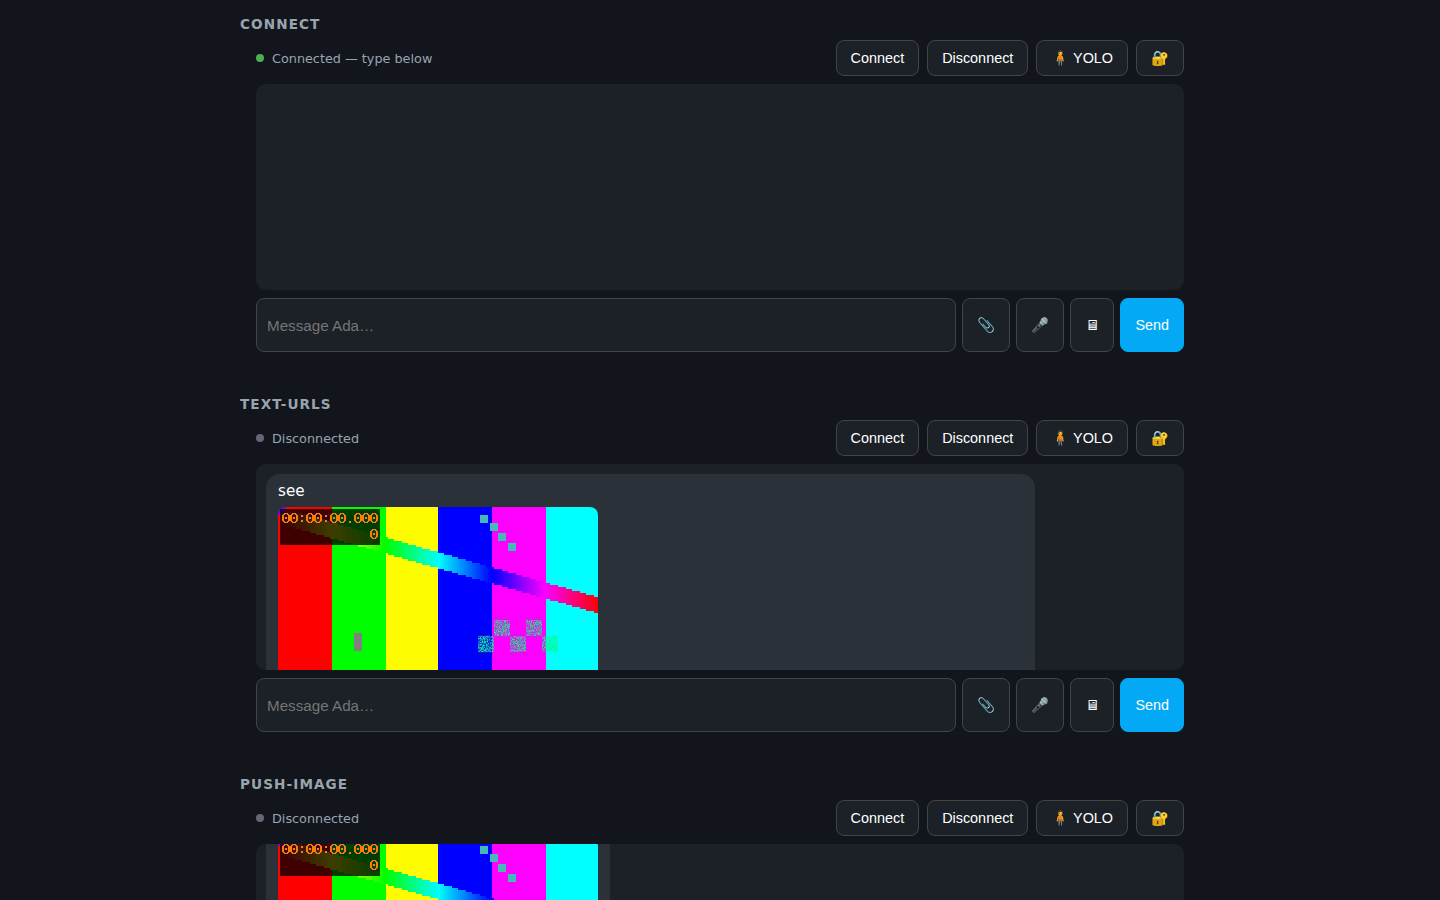 CONNECT
Connected — type below
Connect
Disconnect
YOLO
Message Ada…
Send
TEXT-URLS
Disconnected
Connect
Disconnect
YOLO
see
00:00:00.000
0
Message Ada…
Send
PUSH-IMAGE
Disconnected
Connect
Disconnect
YOLO
00:00:00.000
0